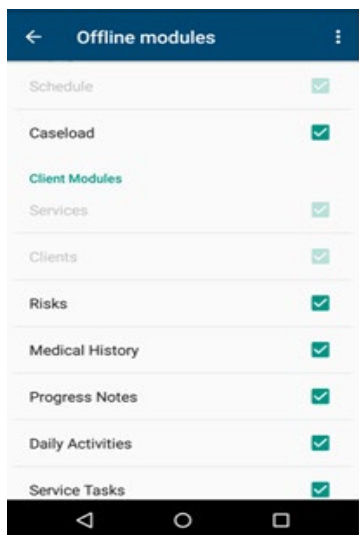 Offline modules
Schedule
Caseload
Client Modules
Services
Clients
Risks
Medical History
Progress Notes
Daily Activities
Service Tasks